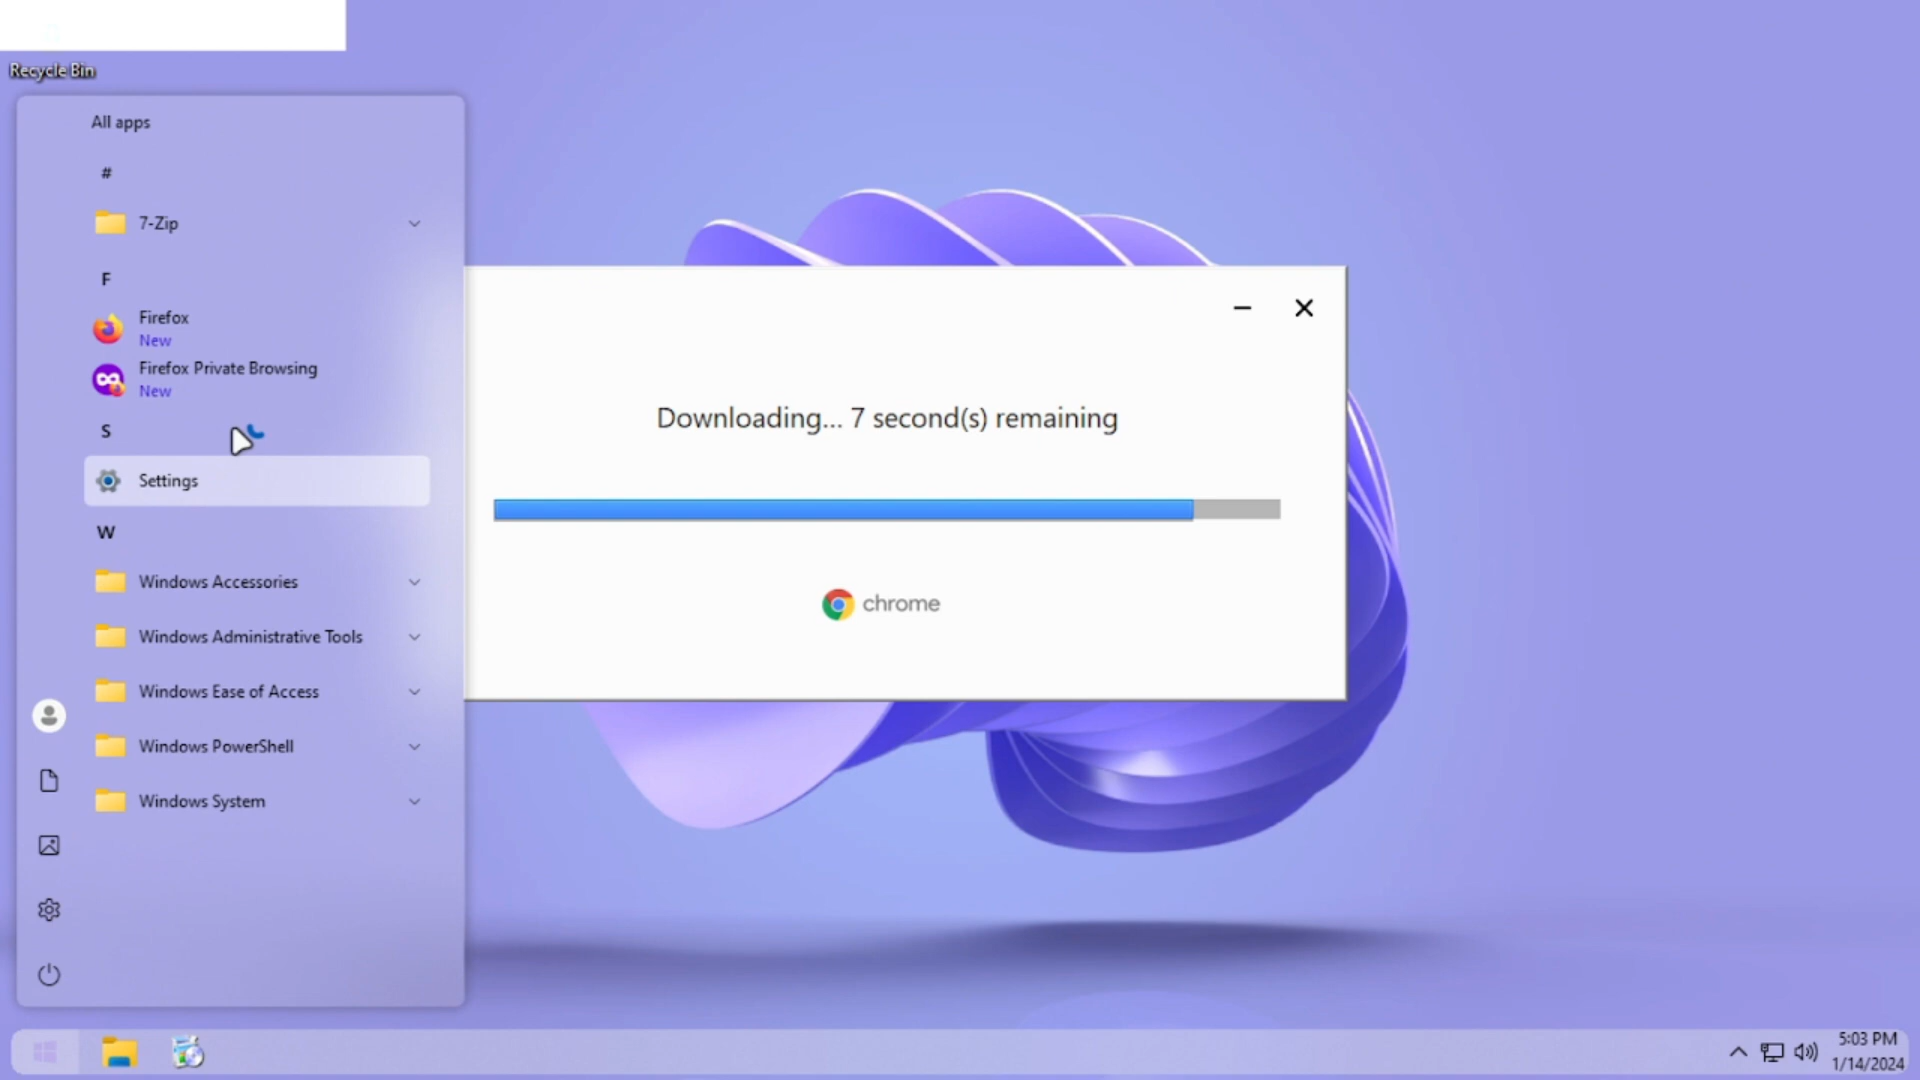 Recycle Bin
All apps
#
7-Zip
F
Firefox
New
Firefox Private Browsing
New
S
Settings
W
Windows Accessories
Windows Administrative Tools
Windows Ease of Access
Windows PowerShell
Windows System
Downloading... 7 second(s) remaining
chrome
5:03 PM
1/14/2024